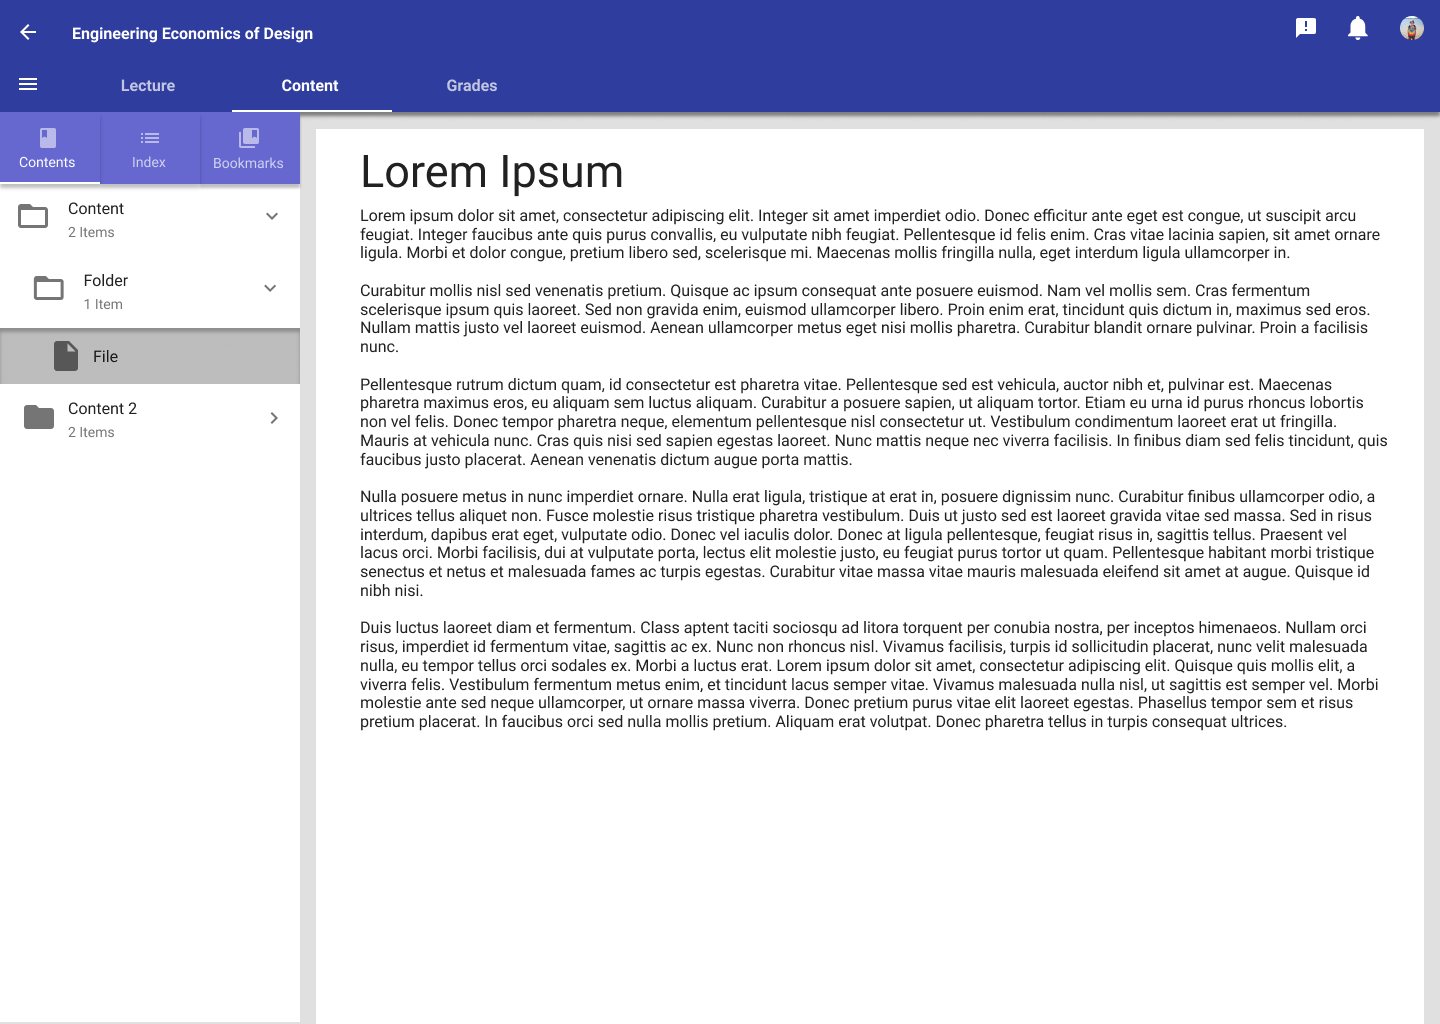 Engineering Economics of Design
Lecture
Content
Grades
Contents
Index
Bookmarks
Content
2 Items
Folder
1 Item
File
Content 2
2 Items
Lorem Ipsum
Lorem ipsum dolor sit amet, consectetur adipiscing elit. Integer sit amet imperdiet odio. Donec efficitur ante eget est congue, ut suscipit arcu
feugiat. Integer faucibus ante quis purus convallis, eu vulputate nibh feugiat. Pellentesque id felis enim. Cras vitae lacinia sapien, sit amet ornare
ligula. Morbi et dolor congue, pretium libero sed, scelerisque mi. Maecenas mollis fringilla nulla, eget interdum ligula ullamcorper in.
Curabitur mollis nisl sed venenatis pretium. Quisque ac ipsum consequat ante posuere euismod. Nam vel mollis sem. Cras fermentum
scelerisque ipsum quis laoreet. Sed non gravida enim, euismod ullamcorper libero. Proin enim erat, tincidunt quis dictum in, maximus sed eros.
Nullam mattis justo vel laoreet euismod. Aenean ullamcorper metus eget nisi mollis pharetra. Curabitur blandit ornare pulvinar. Proin a facilisis
nunc.
Pellentesque rutrum dictum quam, id consectetur est pharetra vitae. Pellentesque sed est vehicula, auctor nibh et, pulvinar est. Maecenas
pharetra maximus eros, eu aliquam sem luctus aliquam. Curabitur a posuere sapien, ut aliquam tortor. Etiam eu urna id purus rhoncus lobortis
non vel felis. Donec tempor pharetra neque, elementum pellentesque nisl consectetur ut. Vestibulum condimentum laoreet erat ut fringilla.
Mauris at vehicula nunc. Cras quis nisi sed sapien egestas laoreet. Nunc mattis neque nec viverra facilisis. In finibus diam sed felis tincidunt, quis
faucibus justo placerat. Aenean venenatis dictum augue porta mattis.
Nulla posuere metus in nunc imperdiet ornare. Nulla erat ligula, tristique at erat in, posuere dignissim nunc. Curabitur finibus ullamcorper odio, a
ultrices tellus aliquet non. Fusce molestie risus tristique pharetra vestibulum. Duis ut justo sed est laoreet gravida vitae sed massa. Sed in risus
interdum, dapibus erat eget, vulputate odio. Donec vel iaculis dolor. Donec at ligula pellentesque, feugiat risus in, sagittis tellus. Praesent vel
lacus orci. Morbi facilisis, dui at vulputate porta, lectus elit molestie justo, eu feugiat purus tortor ut quam. Pellentesque habitant morbi tristique
senectus et netus et malesuada fames ac turpis egestas. Curabitur vitae massa vitae mauris malesuada eleifend sit amet at augue. Quisque id
nibh nisi.
Duis luctus laoreet diam et fermentum. Class aptent taciti sociosqu ad litora torquent per conubia nostra, per inceptos himenaeos. Nullam orci
risus, imperdiet id fermentum vitae, sagittis ac ex. Nunc non rhoncus nisl. Vivamus facilisis, turpis id sollicitudin placerat, nunc velit malesuada
nulla, eu tempor tellus orci sodales ex. Morbi a luctus erat. Lorem ipsum dolor sit amet, consectetur adipiscing elit. Quisque quis mollis elit, a
viverra felis. Vestibulum fermentum metus enim, et tincidunt lacus semper vitae. Vivamus malesuada nulla nisl, ut sagittis est semper vel. Morbi
molestie ante sed neque ullamcorper, ut ornare massa viverra. Donec pretium purus vitae elit laoreet egestas. Phasellus tempor sem et risus
pretium placerat. In faucibus orci sed nulla mollis pretium. Aliquam erat volutpat. Donec pharetra tellus in turpis consequat ultrices.